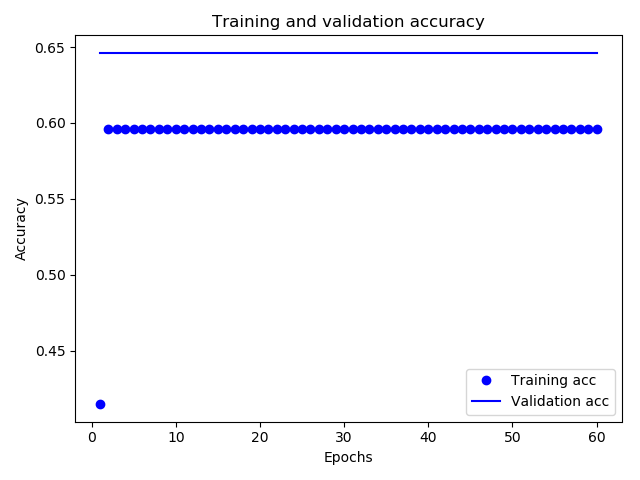 Training and validation accuracy
0.65
0.60
0.55
0.50
0.45
Accuracy
0 10 20 30 40 50 60
Epochs
Training acc
Validation acc